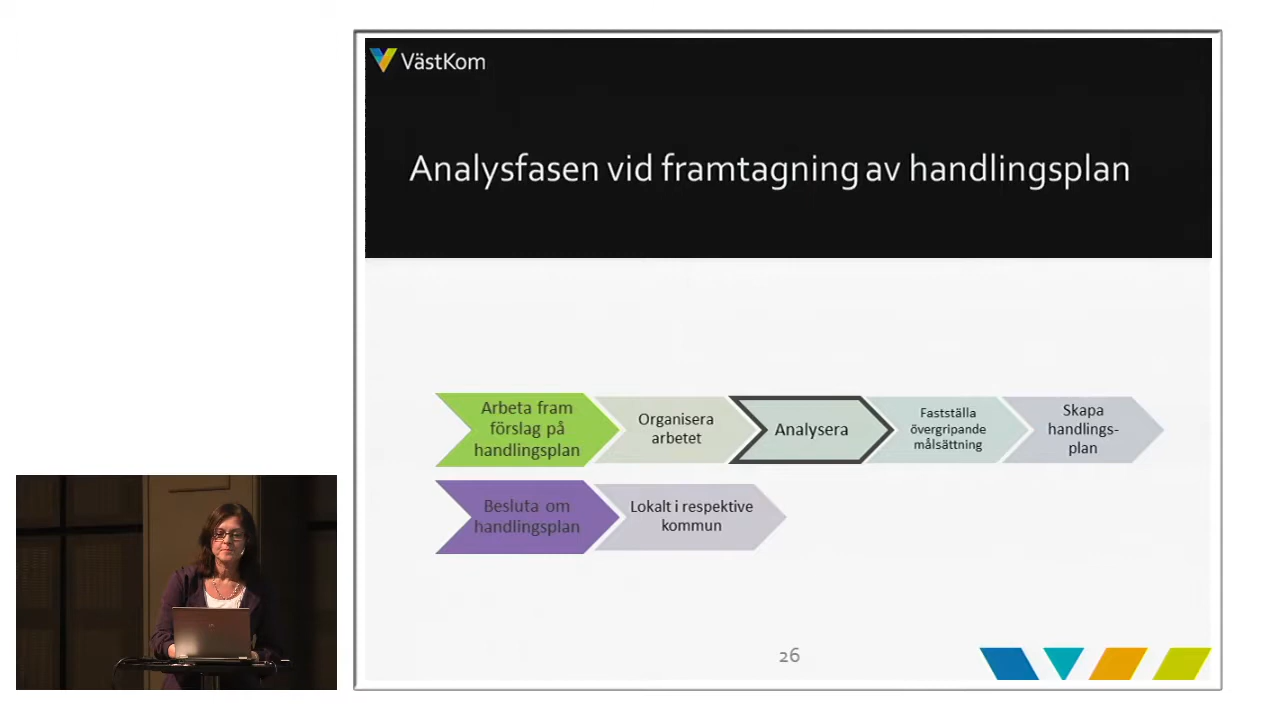 VästKom
Analysfasen vid framtagning av handlingsplan
Arbeta fram
förslag på
handlingsplan
Organisera
arbetet
Analysera
Fastställa
övergripande
målsättning
Skapa
handlings-
plan
Besluta om
handlingsplan
Lokalt i respektive
kommun
26